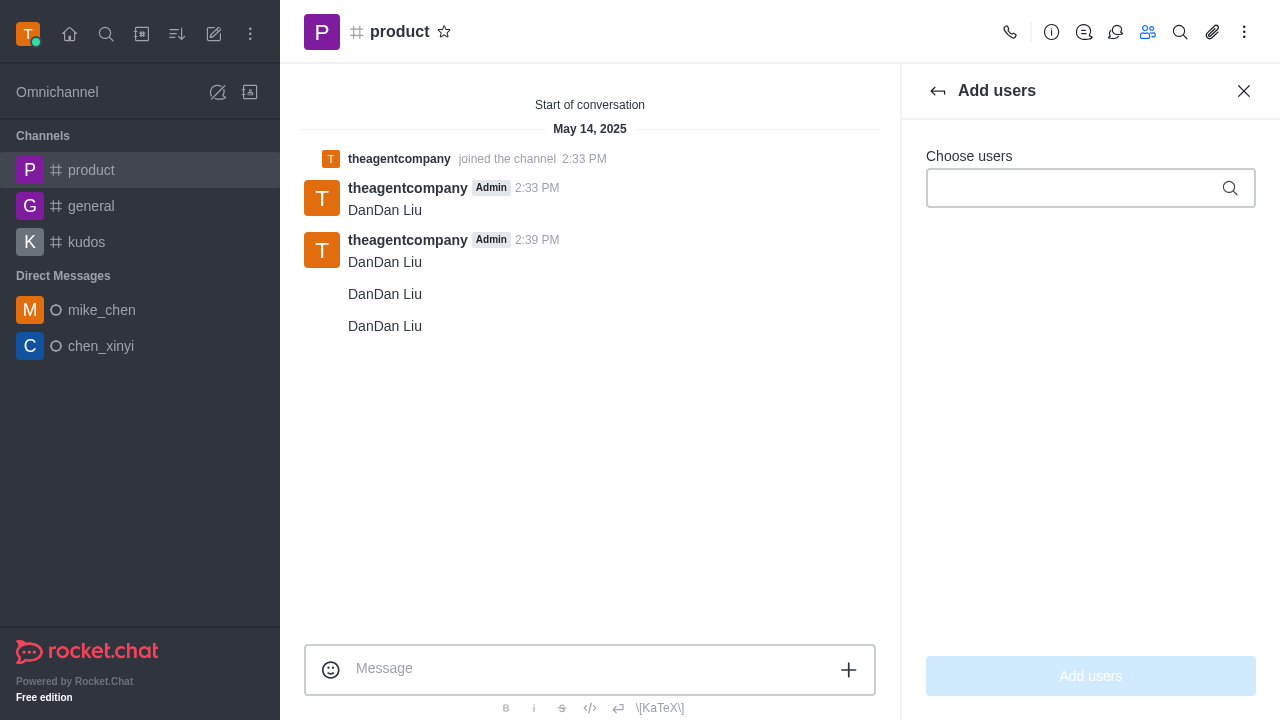 T
Omnichannel
Channels
P product
G general
K kudos
Direct Messages
M mike_chen
C chen_xinyi
rocket.chat
Powered by Rocket.Chat
Free edition
P product
Start of conversation
May 14, 2025
T theagentcompany joined the channel 2:33 PM
T theagentcompany Admin 2:33 PM
DanDan Liu
T theagentcompany Admin 2:39 PM
DanDan Liu
DanDan Liu
DanDan Liu
Message
B i S </> \[KaTeX\]
Add users
Choose users
Add users